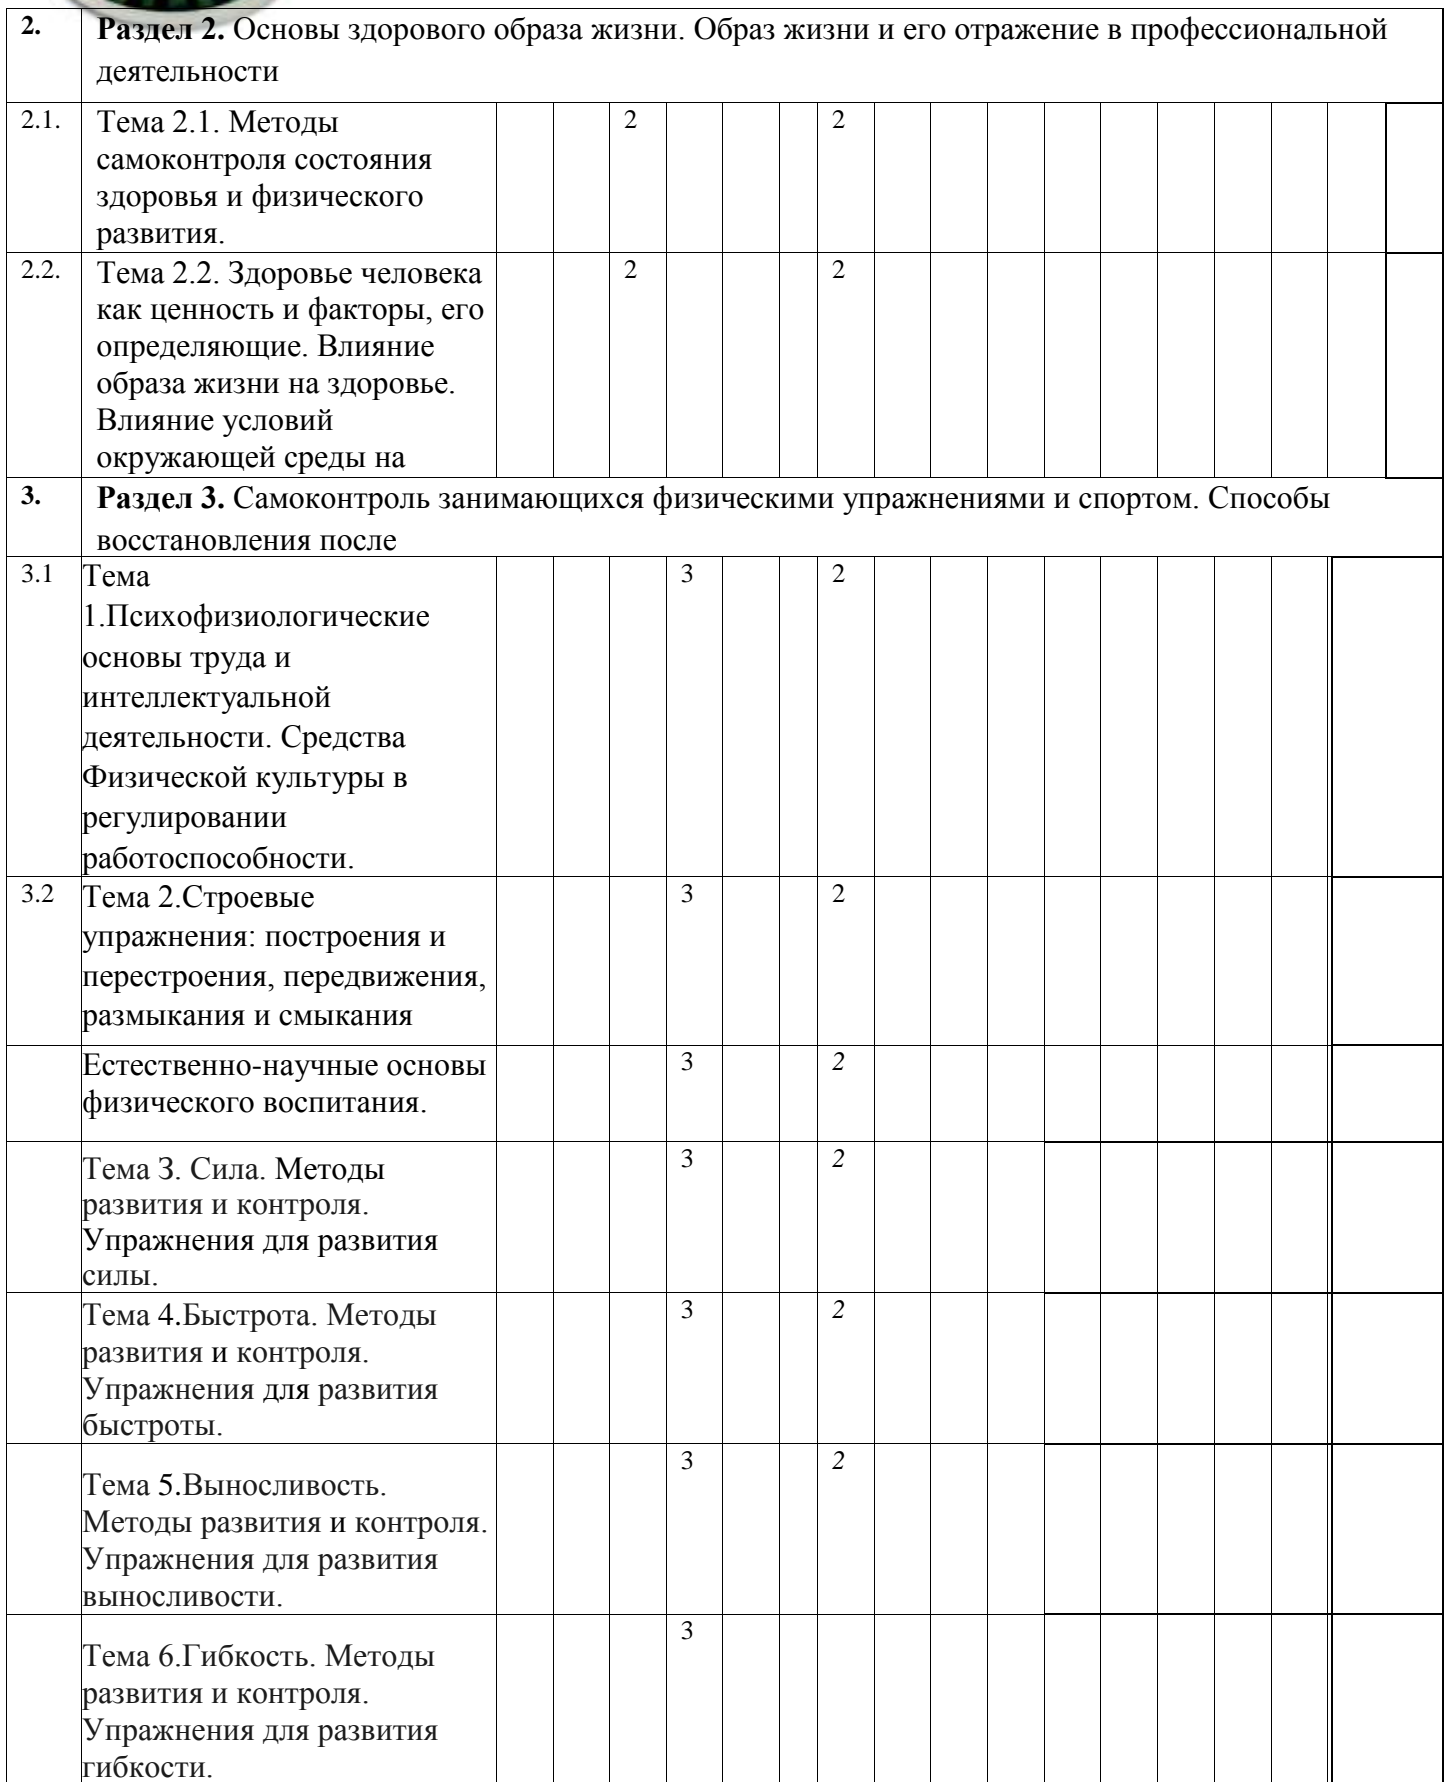 2. Раздел 2. Основы здорового образа жизни. Образ жизни и его отражение в профессиональной
деятельности
2.1. Тема 2.1. Методы 2 2
самоконтроля состояния
здоровья и физического
развития.
2.2. Тема 2.2. Здоровье человека 2 2
как ценность и факторы, его
определяющие. Влияние
образа жизни на здоровье.
Влияние условий
окружающей среды на
3. Раздел 3. Самоконтроль занимающихся физическими упражнениями и спортом. Способы
восстановления после
3.1 Тема 3 2
1.Психофизиологические
основы труда и
интеллектуальной
деятельности. Средства
Физической культуры в
регулировании
работоспособности.
3.2 Тема 2.Строевые 3 2
упражнения: построения и
перестроения, передвижения,
размыкания и смыкания
Естественно-научные основы 3 2
физического воспитания.
Тема 3. Сила. Методы 3 2
развития и контроля.
Упражнения для развития
силы.
Тема 4.Быстрота. Методы 3 2
развития и контроля.
Упражнения для развития
быстроты.
Тема 5.Выносливость. 3 2
Методы развития и контроля.
Упражнения для развития
выносливости.
Тема 6.Гибкость. Методы 3
развития и контроля.
Упражнения для развития
гибкости.